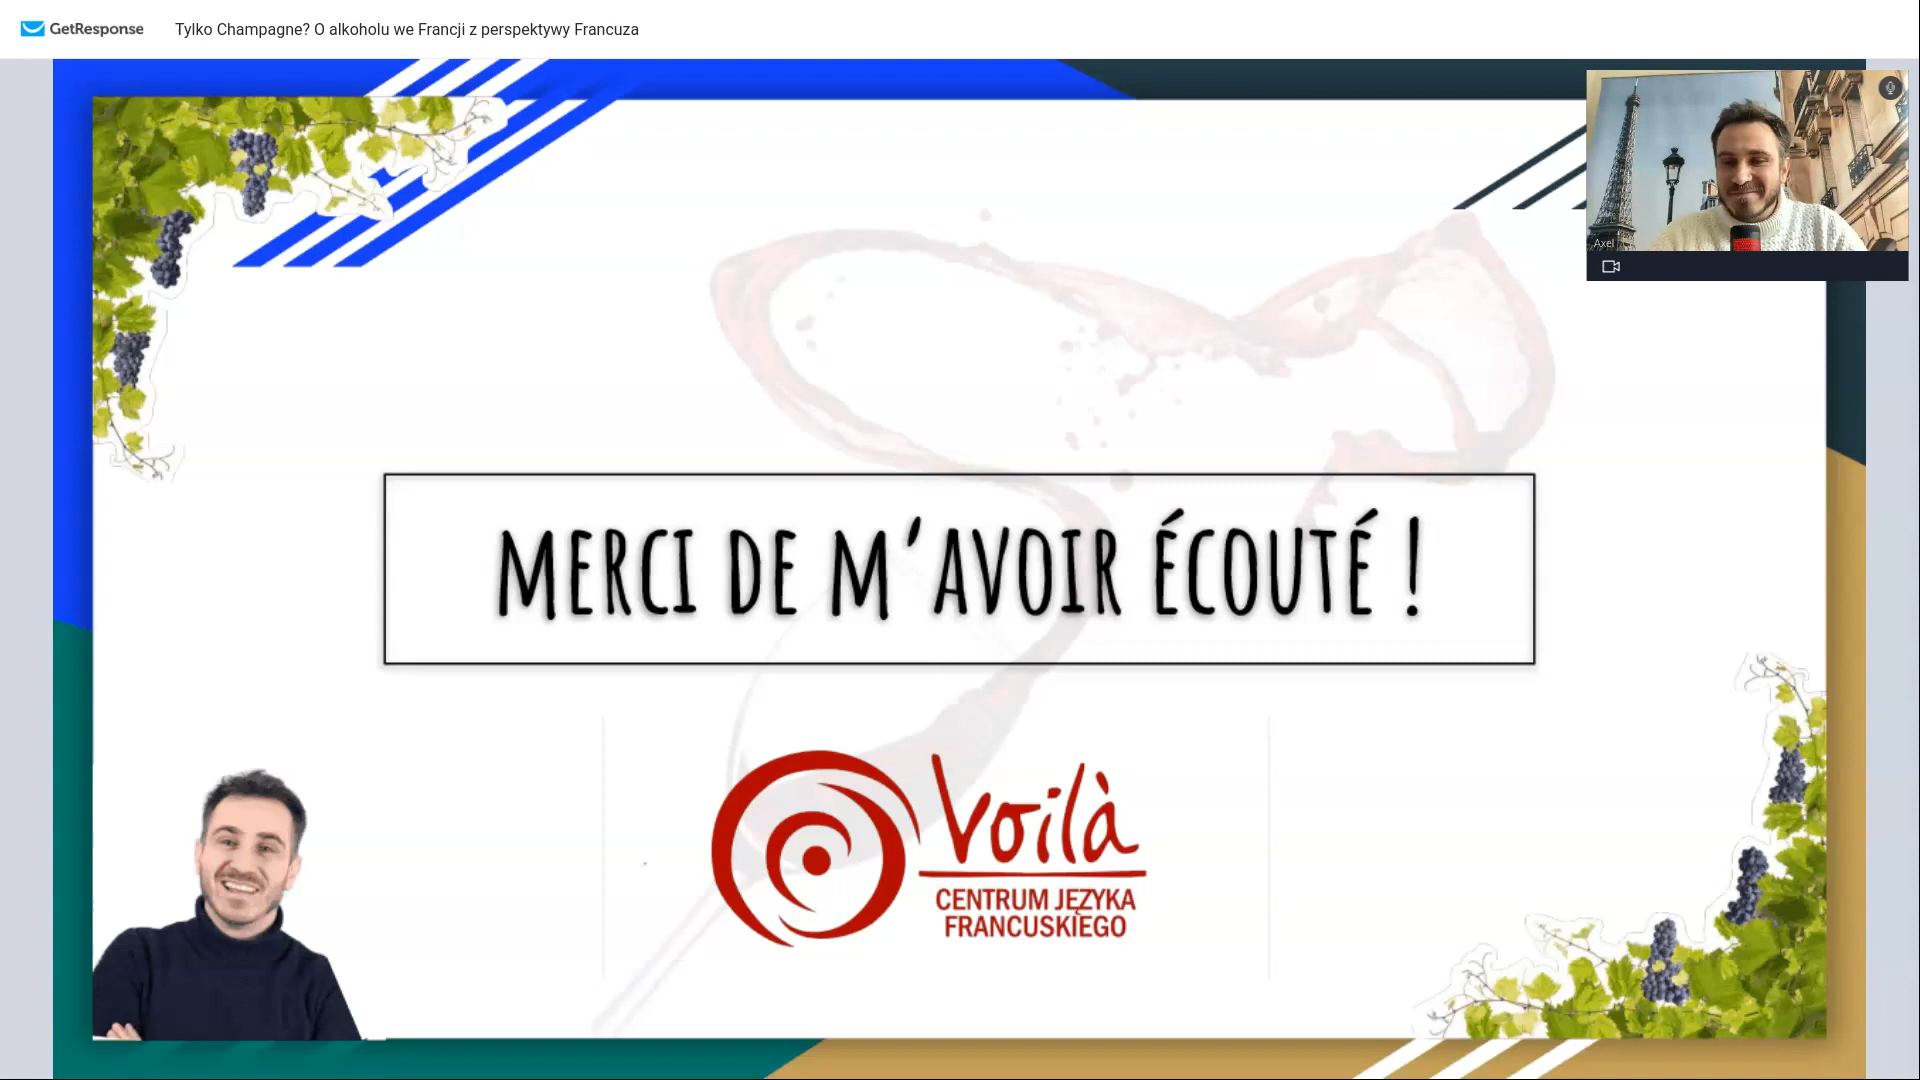 GetResponse
Tylko Champagne? O alkoholu we Francji z perspektywy Francuza
Axel
MERCI DE M’AVOIR ÉCOUTÉ !
Voilà
CENTRUM JĘZYKA
FRANCUSKIEGO